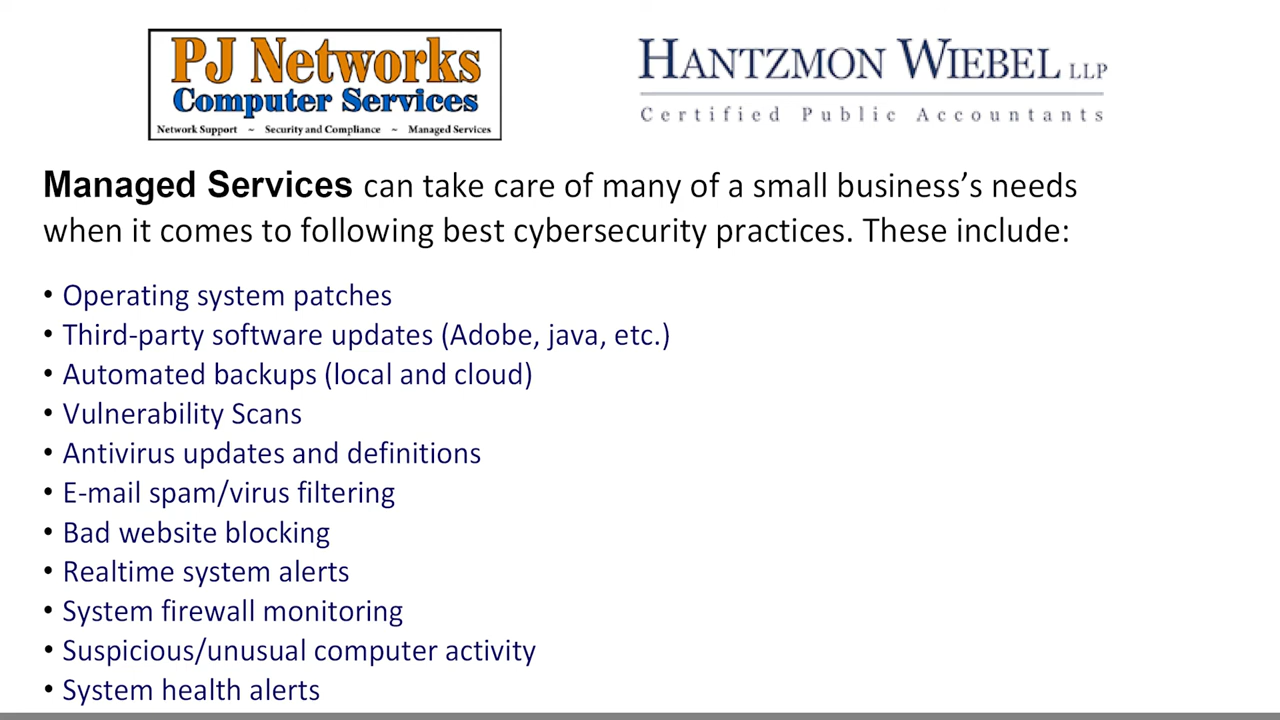 PJ Networks
Computer Services
Network Support ~ Security and Compliance ~ Managed Services
HANTZMON WIEBEL LLP
Certified Public Accountants
Managed Services can take care of many of a small business’s needs
when it comes to following best cybersecurity practices. These include:
• Operating system patches
• Third-party software updates (Adobe, java, etc.)
• Automated backups (local and cloud)
• Vulnerability Scans
• Antivirus updates and definitions
• E-mail spam/virus filtering
• Bad website blocking
• Realtime system alerts
• System firewall monitoring
• Suspicious/unusual computer activity
• System health alerts